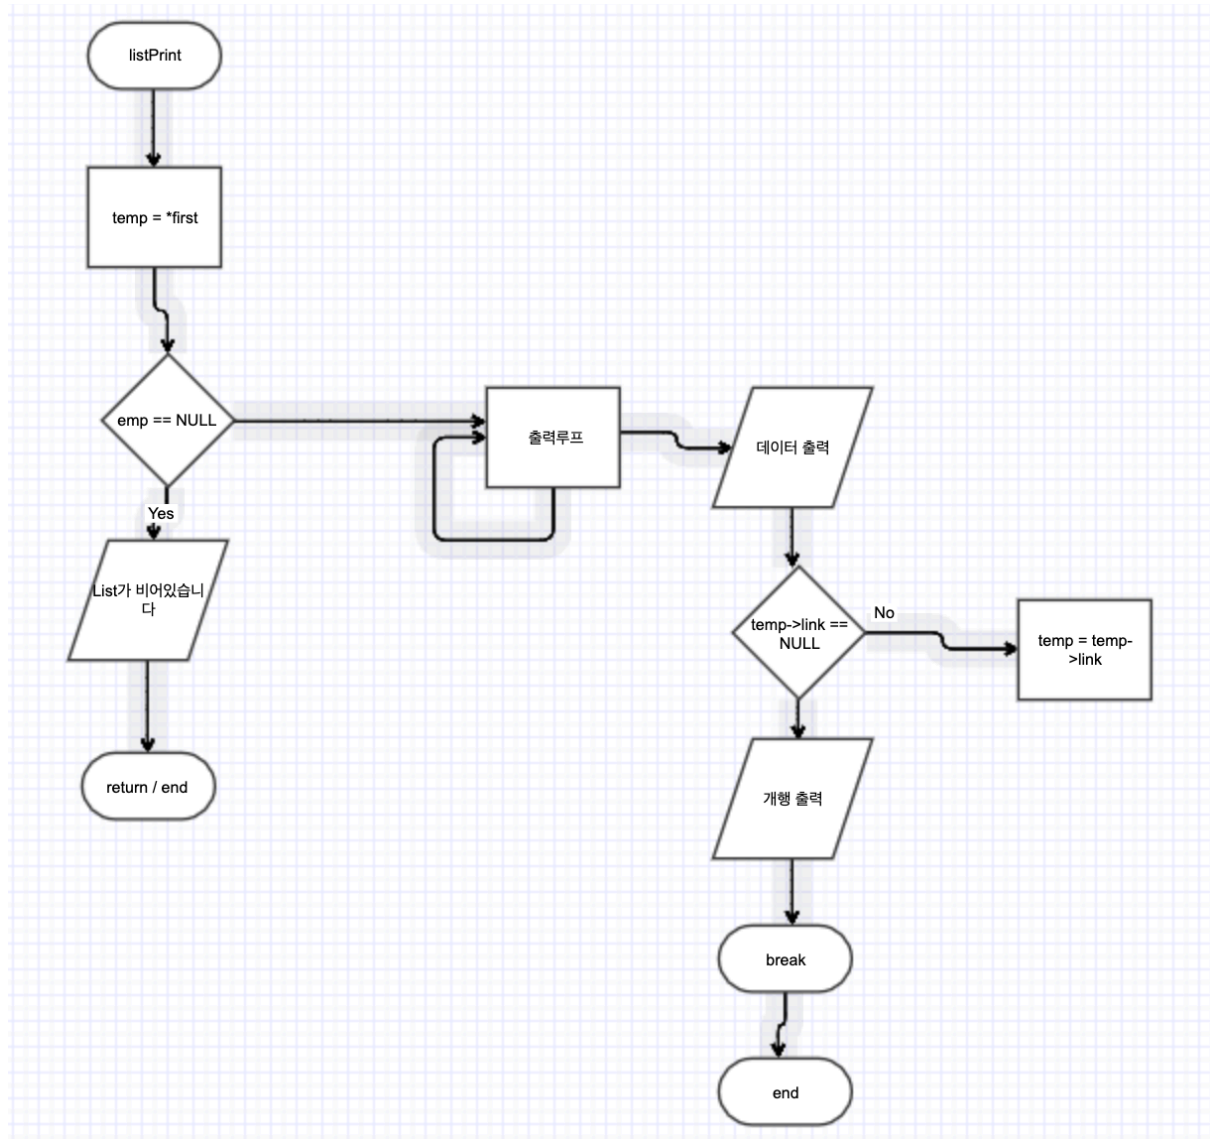 listPrint
temp = *first
emp == NULL
Yes
List가 비어있습니
다
return / end
출력루프
데이터 출력
temp->link ==
NULL
No
temp = temp-
>link
개행 출력
break
end